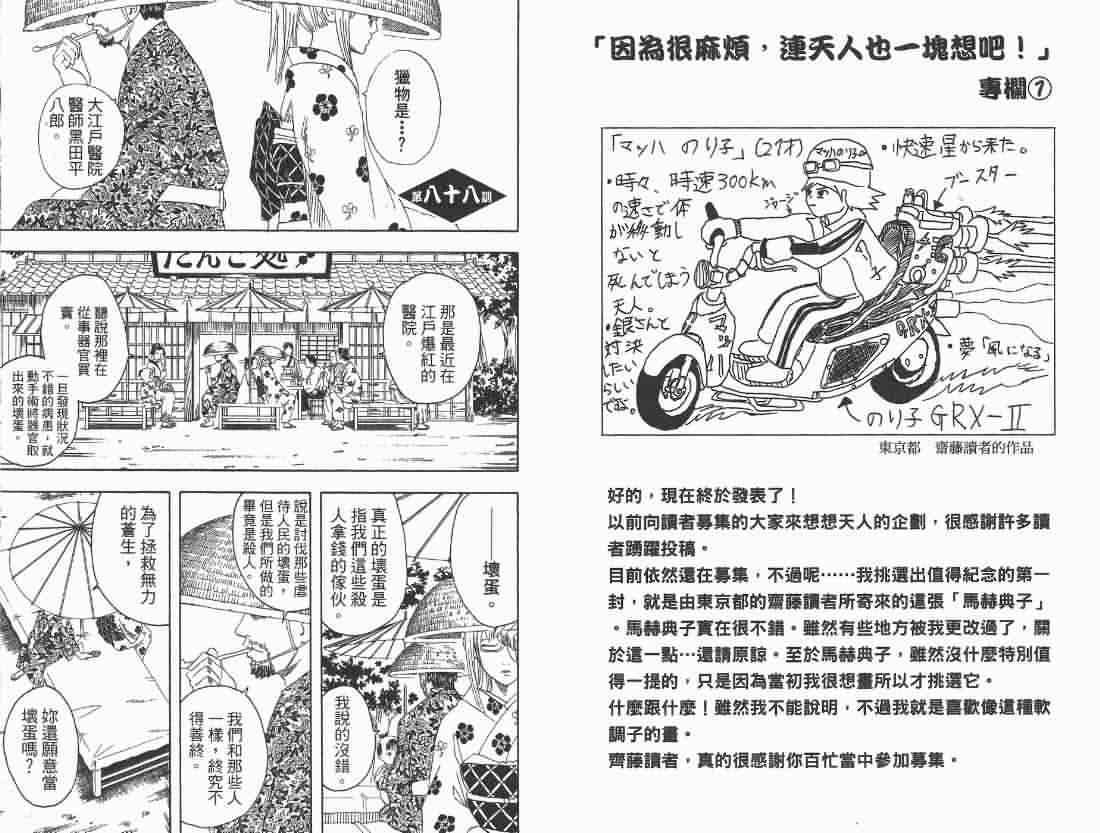 「因為很麻煩，連天人也一塊想吧！」
專欄①
「マッハ のり子」(21才)
・時々、時速300km
の速さで体
が移動し
ないと
死んでしまう
天人。
・銀さんと
対決
したい
らしい
でよ。
マッハのり子
・快速星から来た。
ブースター
ジャージ
GRX-Ⅱ
・夢「風になる」
のり子GRX-Ⅱ
東京都　齋藤讀者的作品
好的，現在終於發表了！
以前向讀者募集的大家來想想天人的企劃，很感謝許多讀
者踴躍投稿。
目前依然還在募集，不過呢……我挑選出值得紀念的第一
封，就是由東京都的齋藤讀者所寄來的這張「馬赫典子」
。馬赫典子實在很不錯。雖然有些地方被我更改過了，關
於這一點…還請原諒。至於馬赫典子，雖然沒什麼特別值
得一提的，只是因為當初我很想畫所以才挑選它。
什麼跟什麼！雖然我不能說明，不過我就是喜歡像這種軟
調子的畫。
齊藤讀者，真的很感謝你百忙當中參加募集。
獵物是…？
第八十八訓
大江戶醫院
醫師黑田平
八郎。
だんご処
那是最近在
江戶爆紅的
醫院。
聽說那裡在
從事器官買
賣。
一旦發現狀況
不錯的病患，就
動手術將器官取
出來的壞蛋。
──壞蛋。
真正的壞蛋是
指我們這些殺
人拿錢的傢伙。
我說的沒錯。
說是討伐那些虐
待人民的壞蛋，
但是我們所做的
畢竟是殺人。
我們和那些人
一樣，終究不
得善終。
為了拯救無力
的蒼生，
妳還願意當
壞蛋嗎？